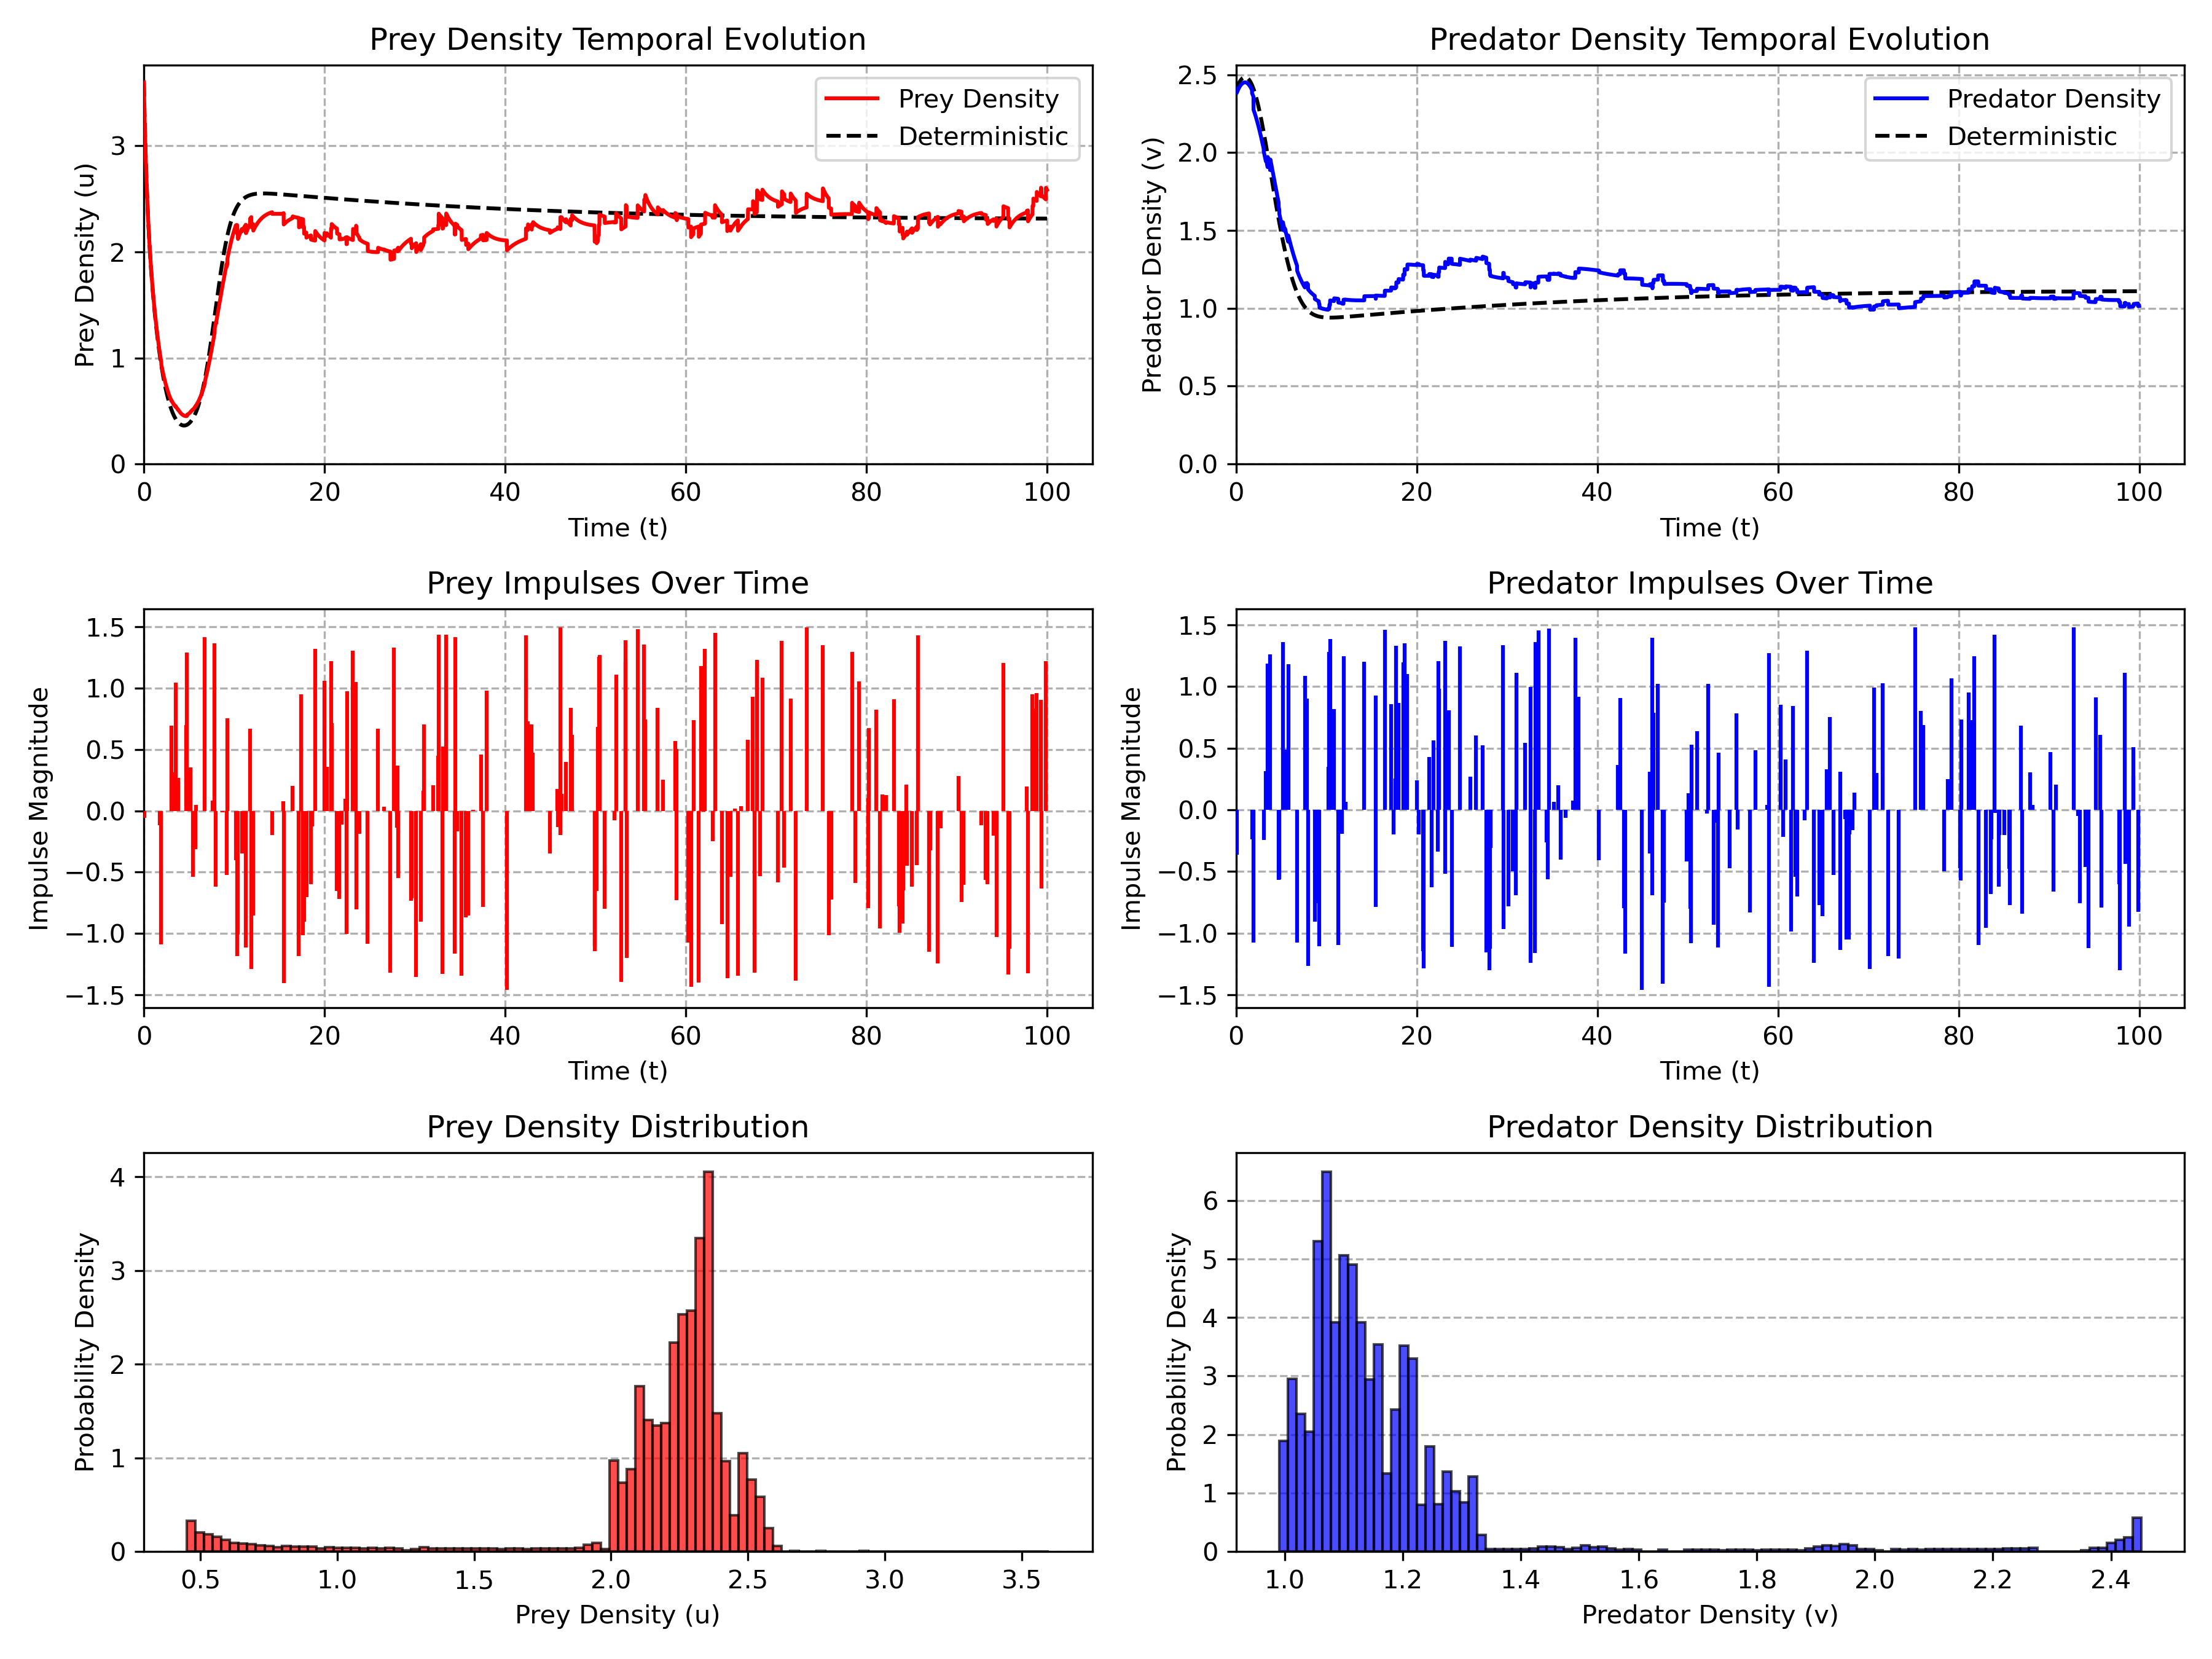 Prey Density Temporal Evolution
Prey Density (u)
3
2
1
0
Prey Density
Deterministic
0 20 40 60 80 100
Time (t)
Predator Density Temporal Evolution
Predator Density (v)
2.5
2.0
1.5
1.0
0.5
0.0
Predator Density
Deterministic
0 20 40 60 80 100
Time (t)
Prey Impulses Over Time
Impulse Magnitude
1.5
1.0
0.5
0.0
−0.5
−1.0
−1.5
0 20 40 60 80 100
Time (t)
Predator Impulses Over Time
Impulse Magnitude
1.5
1.0
0.5
0.0
−0.5
−1.0
−1.5
0 20 40 60 80 100
Time (t)
Prey Density Distribution
Probability Density
4
3
2
1
0
0.5 1.0 1.5 2.0 2.5 3.0 3.5
Prey Density (u)
Predator Density Distribution
Probability Density
6
5
4
3
2
1
0
1.0 1.2 1.4 1.6 1.8 2.0 2.2 2.4
Predator Density (v)